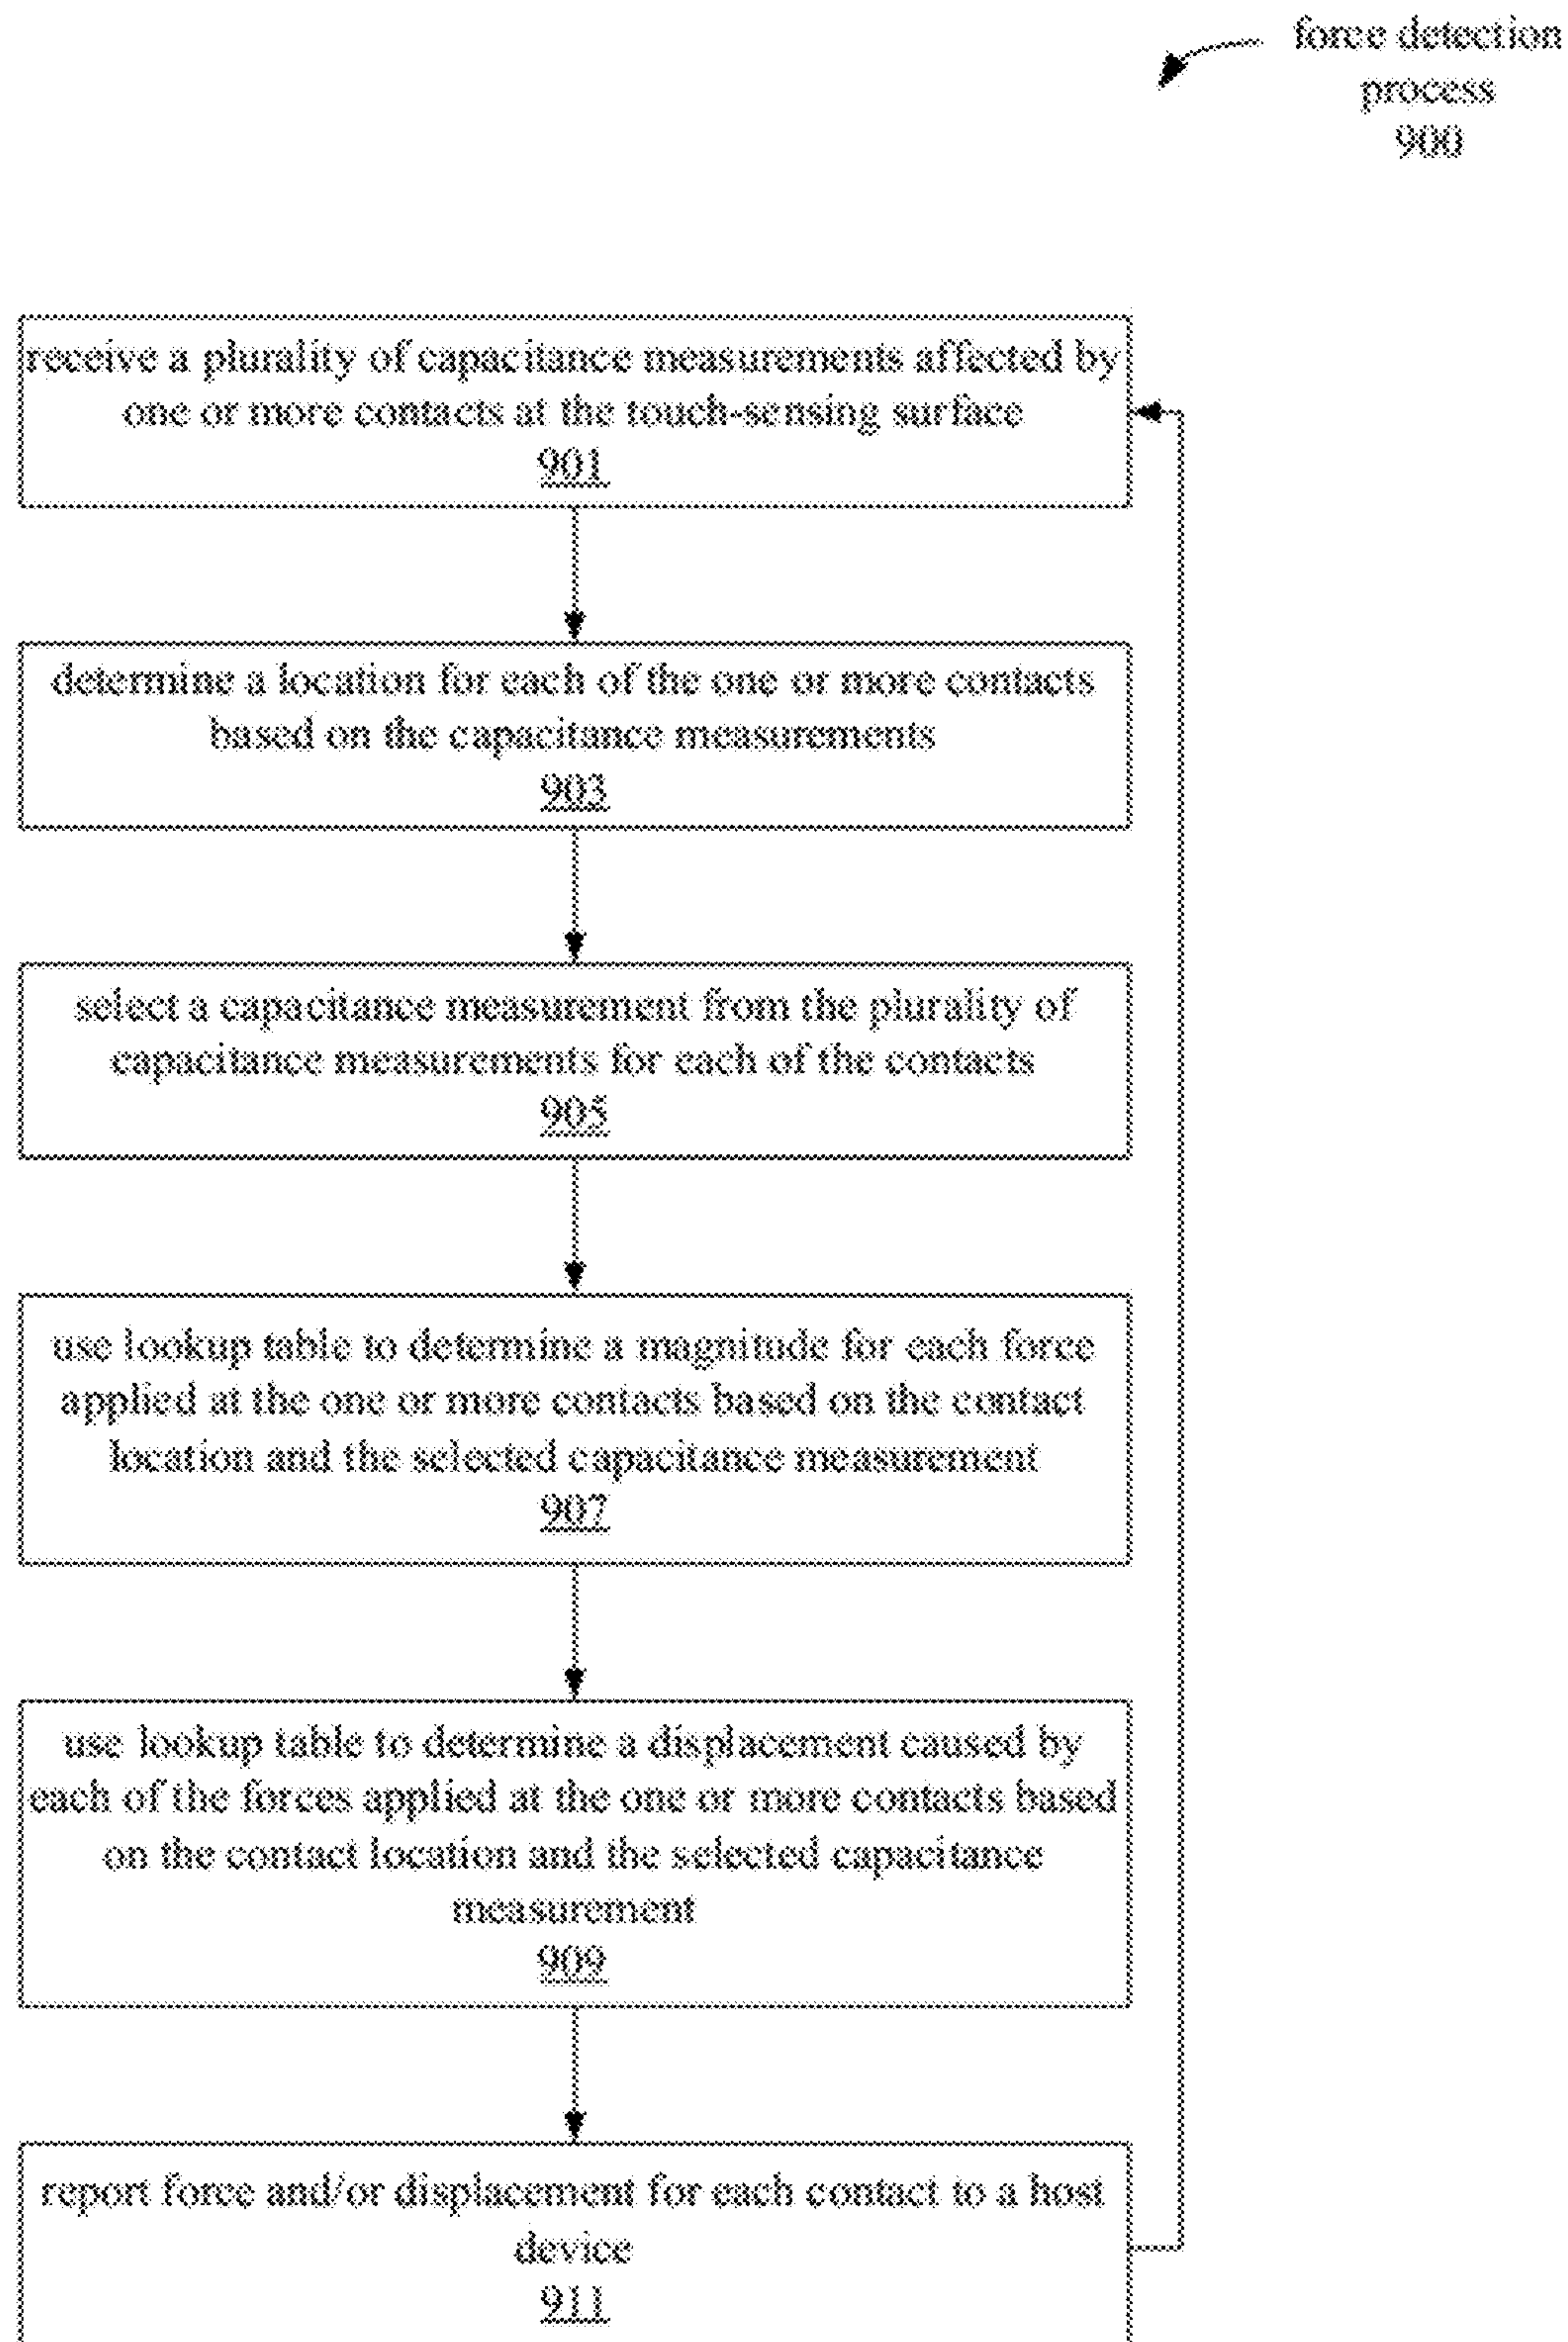 force detection
process
900
receive a plurality of capacitance measurements affected by
one or more contacts at the touch-sensing surface
901
determine a location for each of the one or more contacts
based on the capacitance measurements
903
select a capacitance measurement from the plurality of
capacitance measurements for each of the contacts
905
use lookup table to determine a magnitude for each force
applied at the one or more contacts based on the contact
location and the selected capacitance measurement
907
use lookup table to determine a displacement caused by
each of the forces applied at the one or more contacts based
on the contact location and the selected capacitance
measurement
909
report force and/or displacement for each contact to a host
device
911